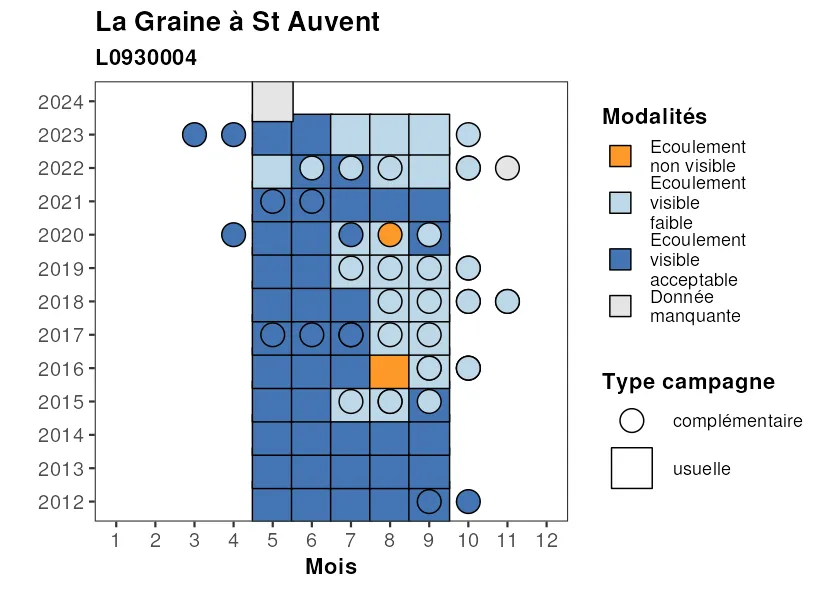 La Graine à St Auvent
L0930004
2024
2023
2022
2021
2020
2019
2018
2017
2016
2015
2014
2013
2012
1 2 3 4 5 6 7 8 9 10 11 12
Mois
Modalités
Ecoulement
non visible
Ecoulement
visible
faible
Ecoulement
visible
acceptable
Donnée
manquante
Type campagne
complémentaire
usuelle